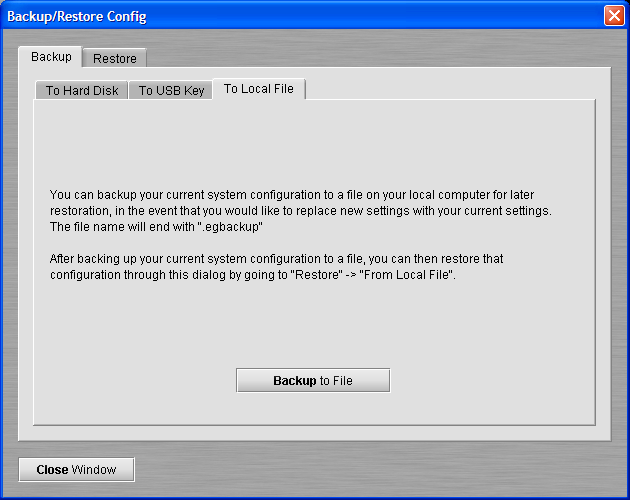 Backup/Restore Config
Backup
Restore
To Hard Disk
To USB Key
To Local File
You can backup your current system configuration to a file on your local computer for later
restoration, in the event that you would like to replace new settings with your current settings.
The file name will end with ".egbackup"
After backing up your current system configuration to a file, you can then restore that
configuration through this dialog by going to "Restore" -> "From Local File".
Backup to File
Close Window